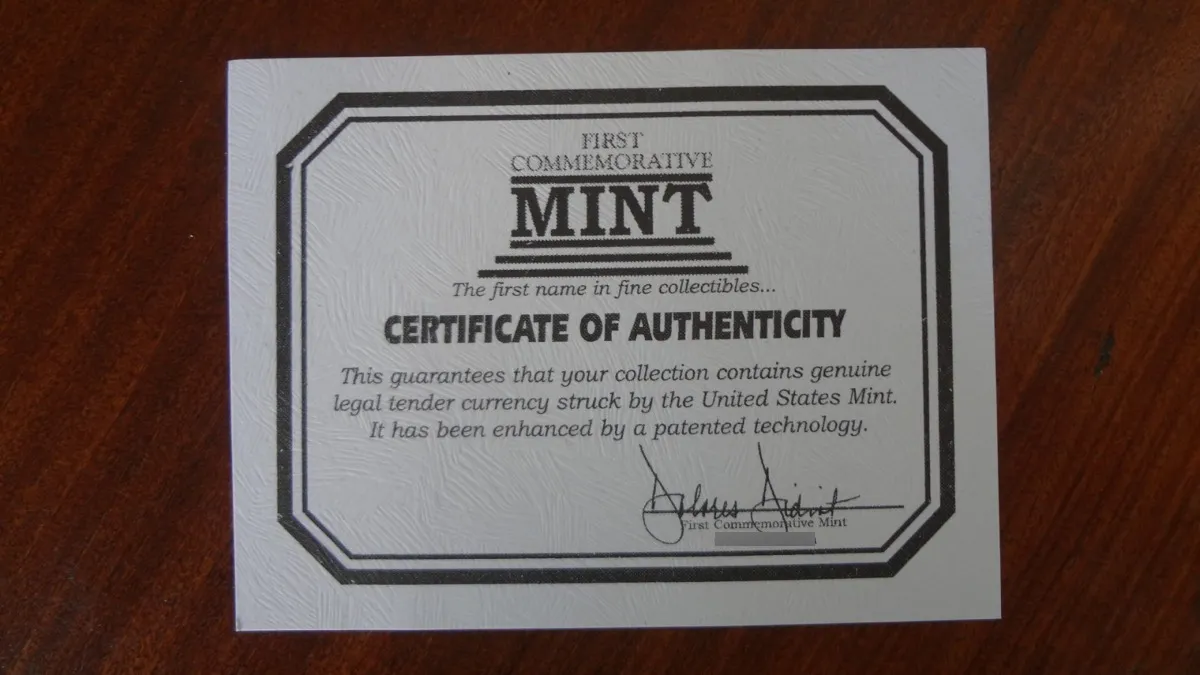 FIRST
COMMEMORATIVE
MINT
The first name in fine collectibles...
CERTIFICATE OF AUTHENTICITY
This guarantees that your collection contains genuine
legal tender currency struck by the United States Mint.
It has been enhanced by a patented technology.
Dolores
First Commemorative Mint